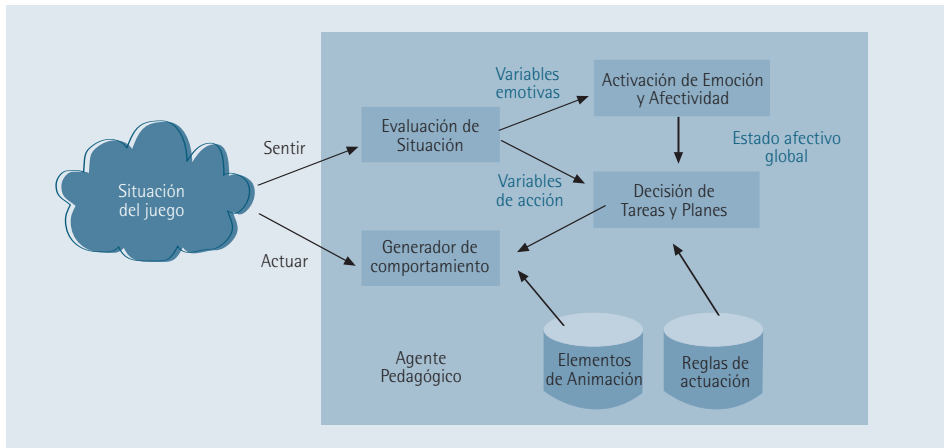 Variables
emotivas
Activación de Emoción
y Afectividad
Evaluación de
Situación
Sentir
Estado afectivo
global
Situación
del juego
Variables
de acción
Decisión de
Tareas y Planes
Generador de
comportamiento
Actuar
Agente
Pedagógico
Elementos
de Animación
Reglas de
actuación